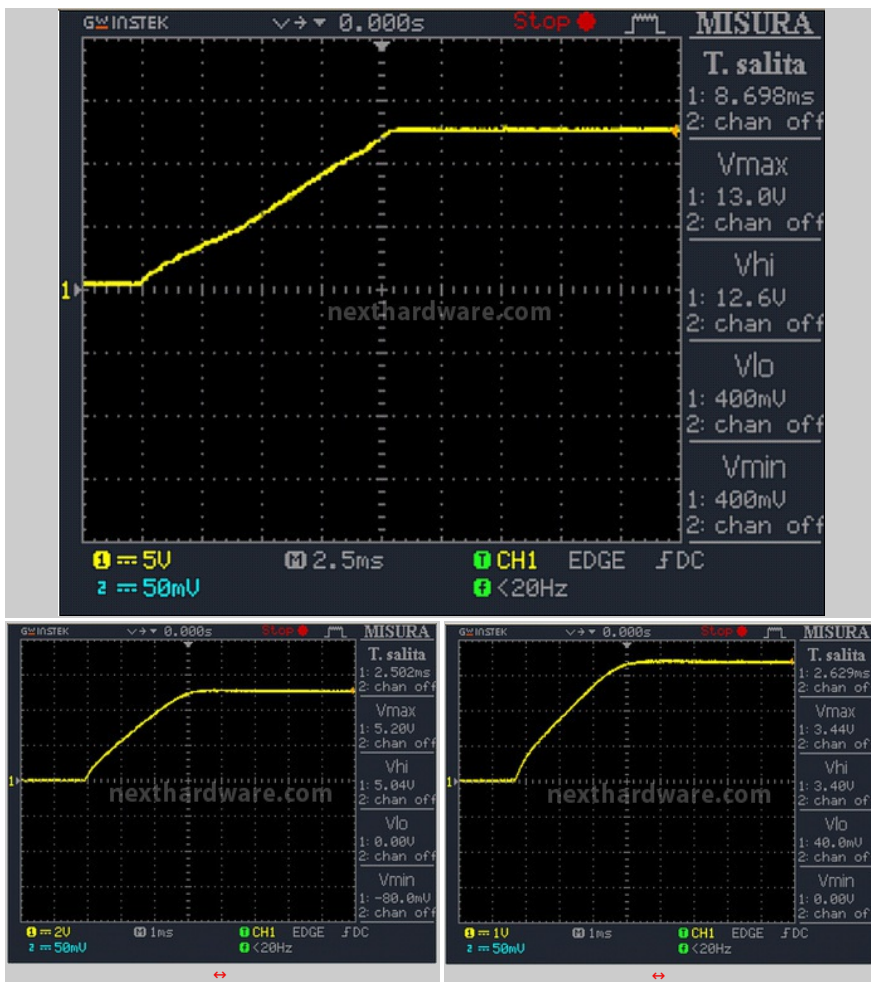 GWINSTEK 0.000s Stop MISURA
T. salita
1: 8.698ms
2: chan off
Vmax
1: 13.0V
2: chan off
Vhi
1: 12.6V
2: chan off
Vlo
1: 400mV
2: chan off
Vmin
1: 400mV
2: chan off
1
nexthardware.com
1 5V M 2.5ms T CH1 EDGE DC
2 50mV f <20Hz
GWINSTEK 0.000s Stop MISURA
T. salita
1: 2.502ms
2: chan off
Vmax
1: 5.20V
2: chan off
Vhi
1: 5.04V
2: chan off
Vlo
1: 0.00V
2: chan off
Vmin
1: -80.0mV
2: chan off
1
nexthardware.com
1 2V M 1ms T CH1 EDGE DC
2 50mV f <20Hz
GWINSTEK 0.000s Stop MISURA
T. salita
1: 2.629ms
2: chan off
Vmax
1: 3.44V
2: chan off
Vhi
1: 3.40V
2: chan off
Vlo
1: 40.0mV
2: chan off
Vmin
1: 0.00V
2: chan off
1
nexthardware.com
1 1V M 1ms T CH1 EDGE DC
2 50mV f <20Hz